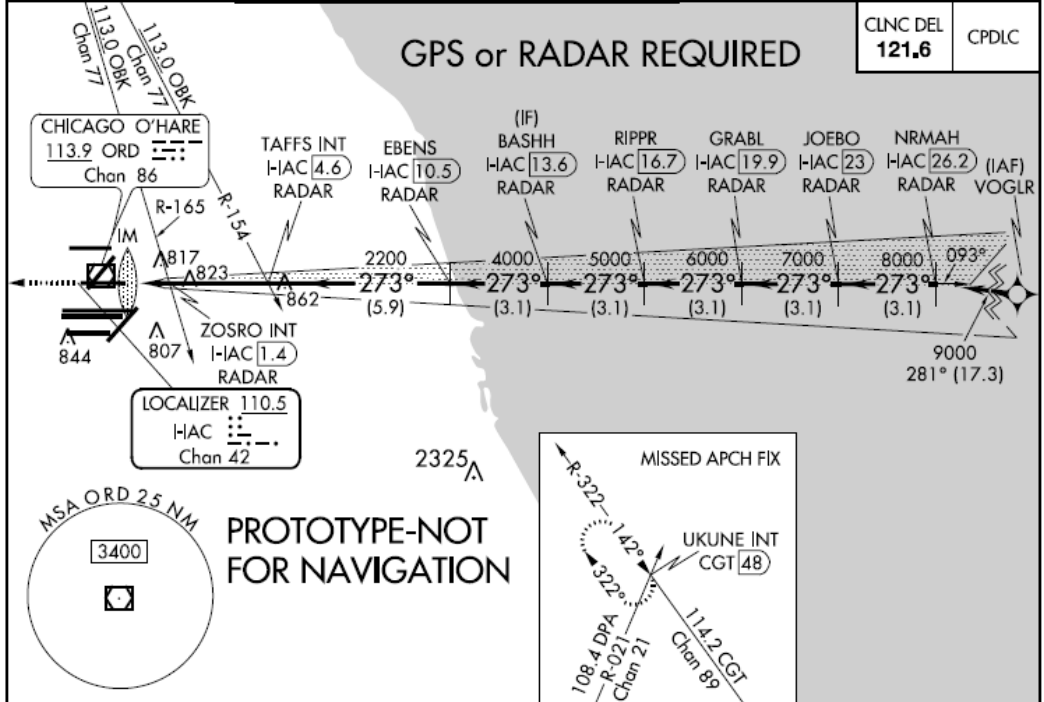 GPS or RADAR REQUIRED
CLNC DEL
121.6
CPDLC
113.0 OBK
Chan 77
113.0 OBK
Chan 77
CHICAGO O'HARE
113.9 ORD
Chan 86
R-165
R-154
TAFFS INT
I-IAC 4.6
RADAR
EBENS
I-IAC 10.5
RADAR
(IF)
BASHH
I-IAC 13.6
RADAR
RIPPR
I-IAC 16.7
RADAR
GRABL
I-IAC 19.9
RADAR
JOEBO
I-IAC 23
RADAR
NRMAH
I-IAC 26.2
RADAR
(IAF)
VOGLR
IM
817
823
862
2200
273°
(5.9)
4000
273°
(3.1)
5000
273°
(3.1)
6000
273°
(3.1)
7000
273°
(3.1)
8000
273°
(3.1)
093°
9000
281° (17.3)
844
807
ZOSRO INT
I-IAC 1.4
RADAR
LOCALIZER 110.5
I-IAC
Chan 42
2325
MSA ORD 25 NM
3400
PROTOTYPE-NOT
FOR NAVIGATION
MISSED APCH FIX
R-322
142°
322°
UKUNE INT
CGT 48
108.4 DPA
R-021
Chan 21
114.2 CGT
Chan 89